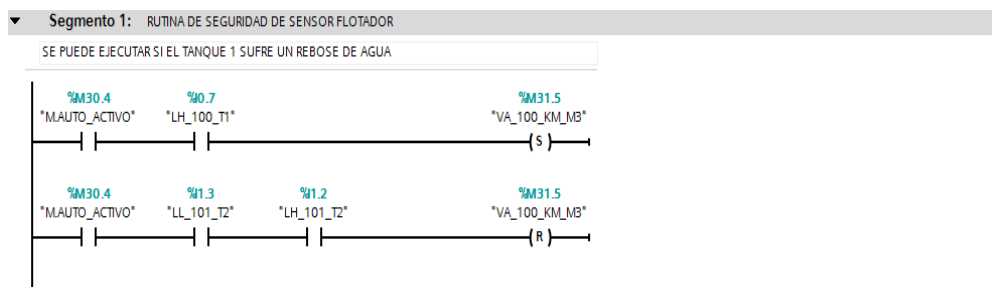 Segmento 1: RUTINA DE SEGURIDAD DE SENSOR FLOTADOR
SE PUEDE EJECUTAR SI EL TANQUE 1 SUFRE UN REBOSE DE AGUA
%M30.4 %I0.7 %M31.5
"M.AUTO_ACTIVO" "LH_100_T1" "VA_100_KM_M3"
S
%M30.4 %I1.3 %I1.2 %M31.5
"M.AUTO_ACTIVO" "LL_101_T2" "LH_101_T2" "VA_100_KM_M3"
R